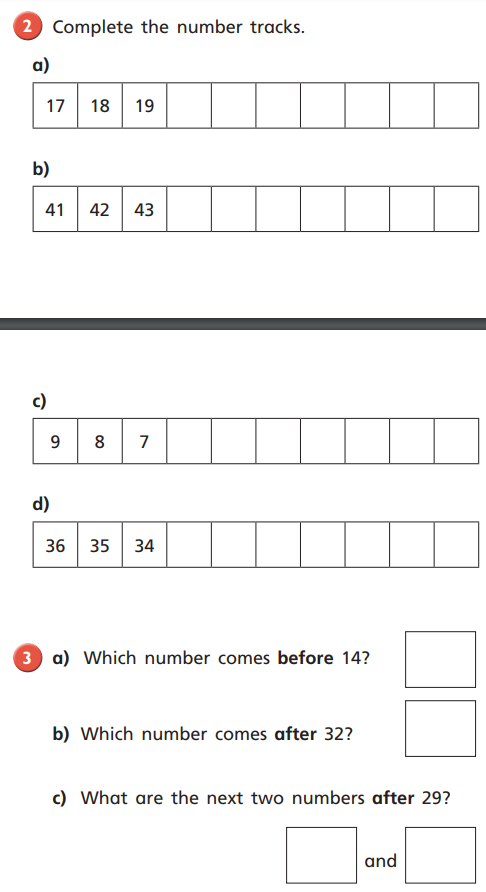 2 Complete the number tracks.
a)
17 18 19
b)
41 42 43
c)
9 8 7
d)
36 35 34
3 a) Which number comes before 14?
b) Which number comes after 32?
c) What are the next two numbers after 29?
and